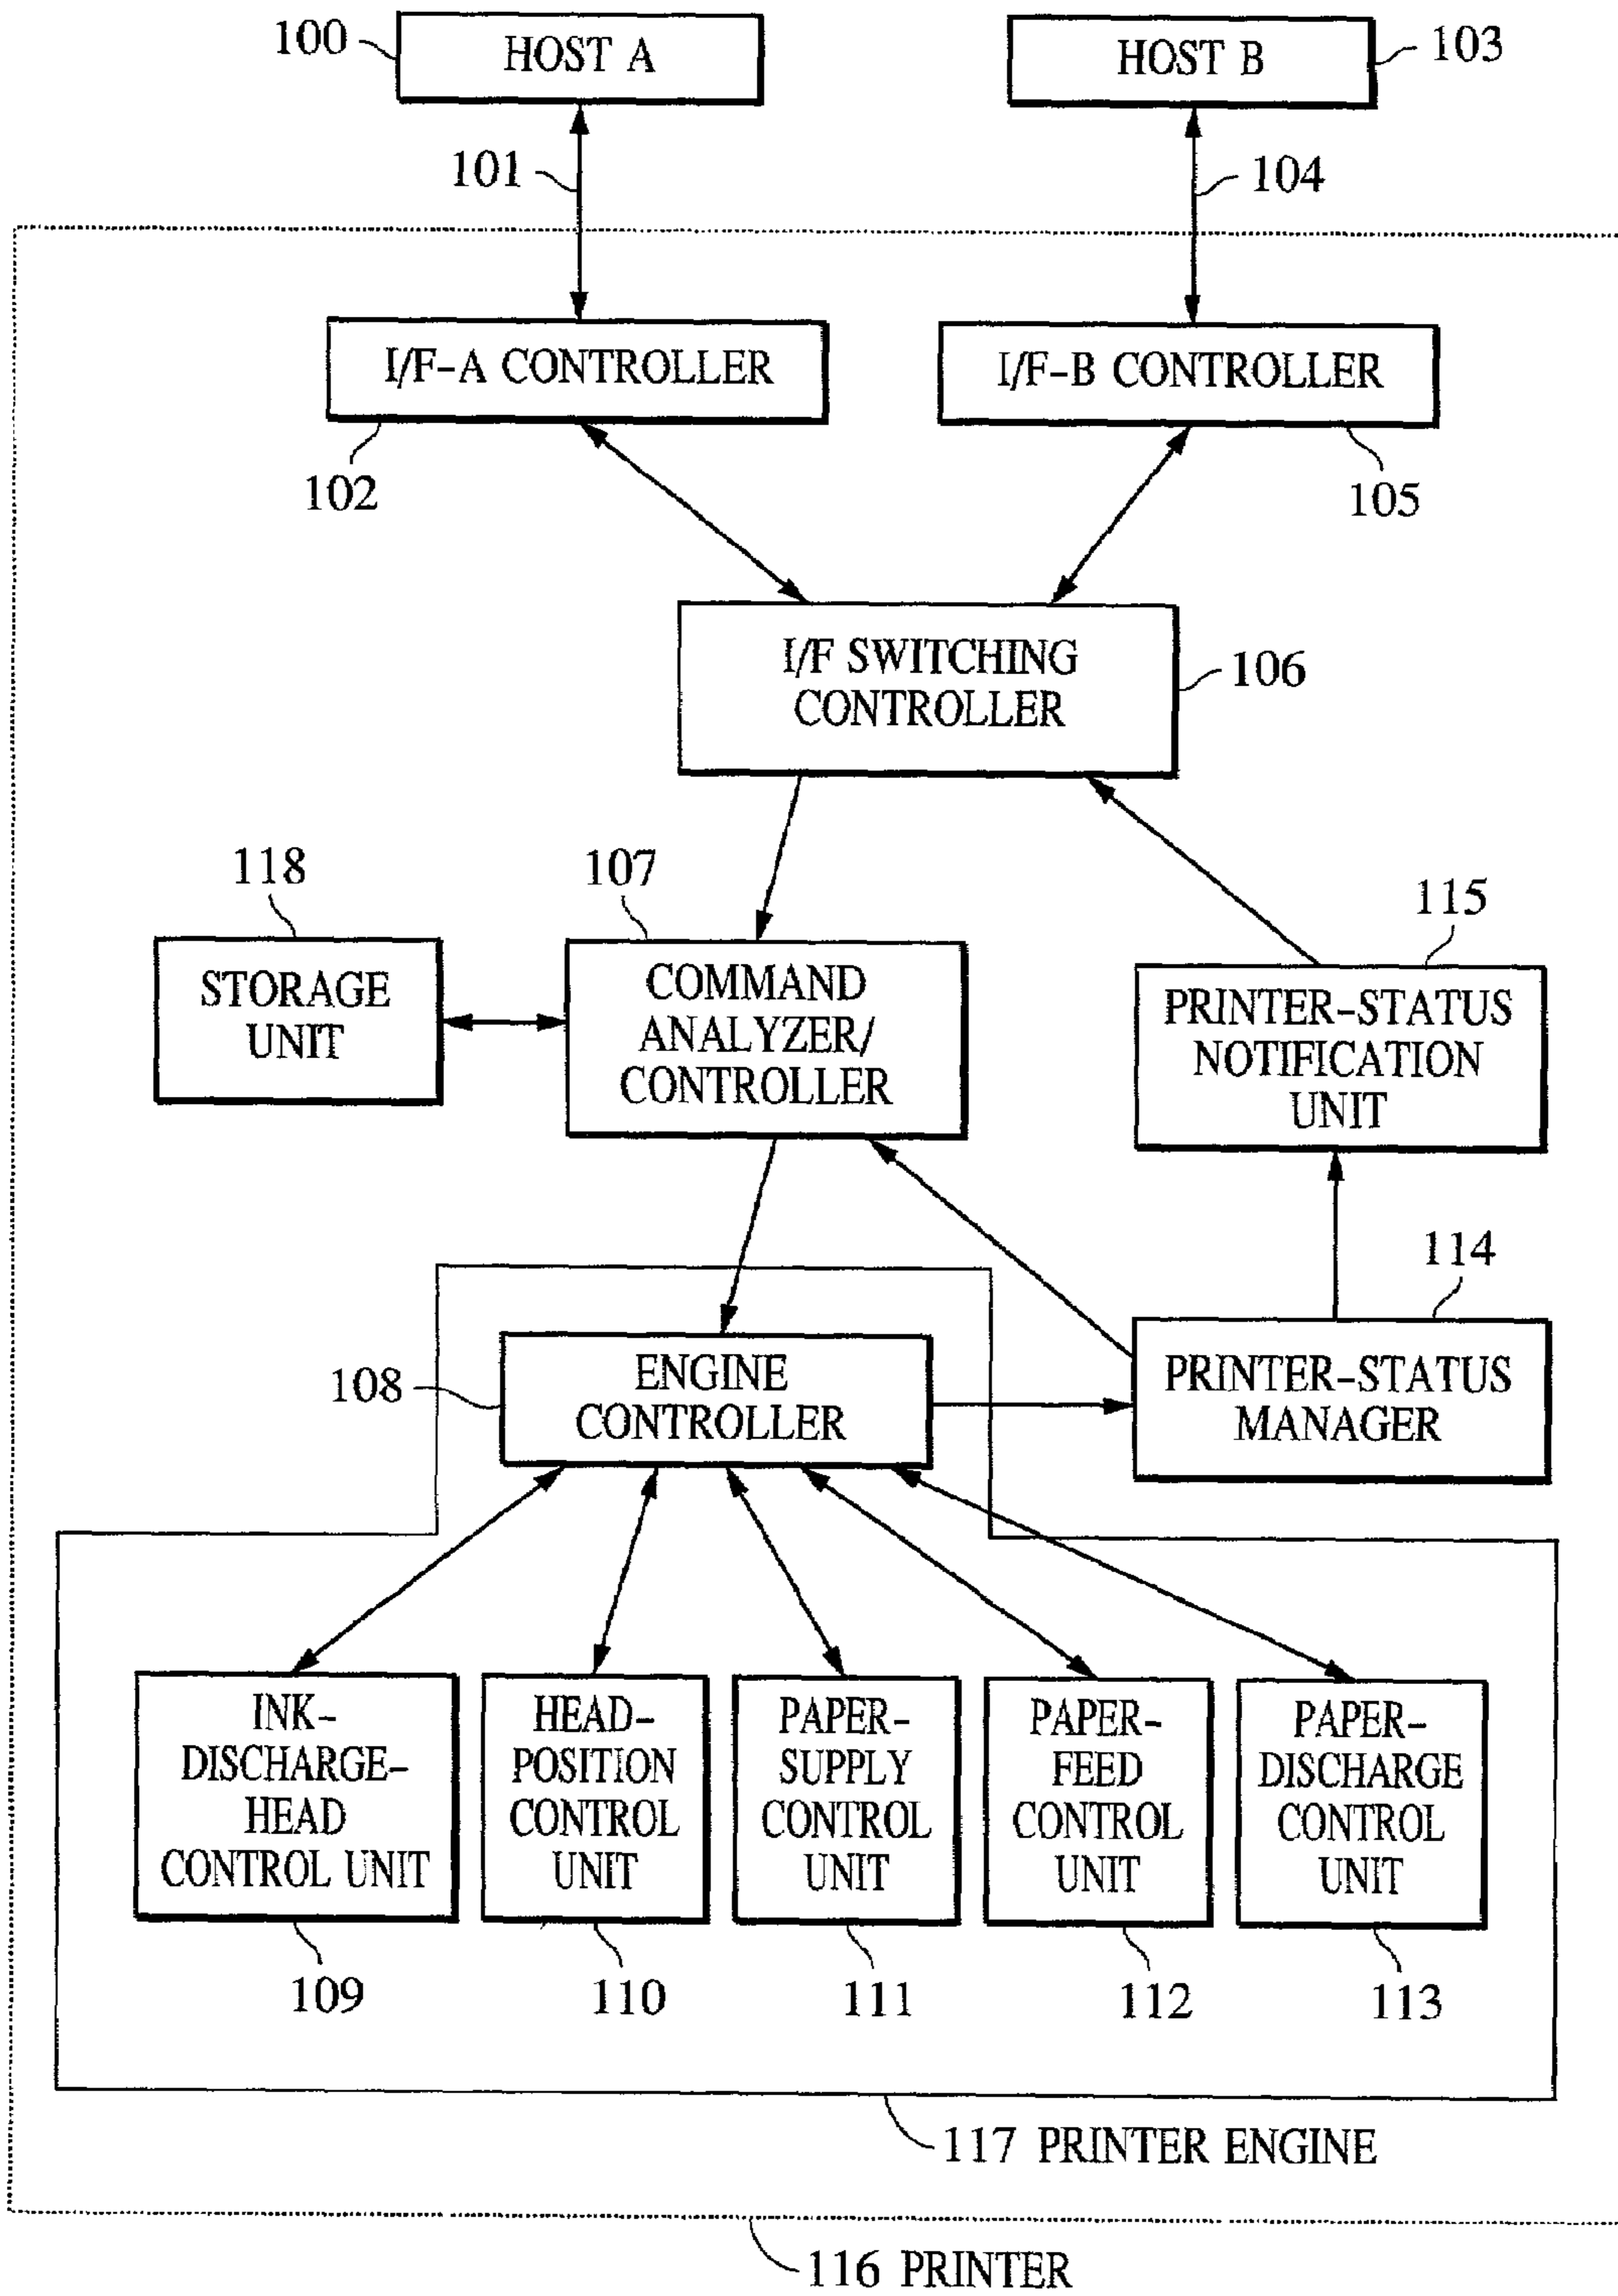 100
HOST A
HOST B
103
101
104
I/F-A CONTROLLER
I/F-B CONTROLLER
102
105
I/F SWITCHING
CONTROLLER
106
118
107
115
STORAGE
UNIT
COMMAND
ANALYZER/
CONTROLLER
PRINTER-STATUS
NOTIFICATION
UNIT
114
108
ENGINE
CONTROLLER
PRINTER-STATUS
MANAGER
INK-
DISCHARGE-
HEAD
CONTROL UNIT
HEAD-
POSITION
CONTROL
UNIT
PAPER-
SUPPLY
CONTROL
UNIT
PAPER-
FEED
CONTROL
UNIT
PAPER-
DISCHARGE
CONTROL
UNIT
109
110
111
112
113
117 PRINTER ENGINE
116 PRINTER